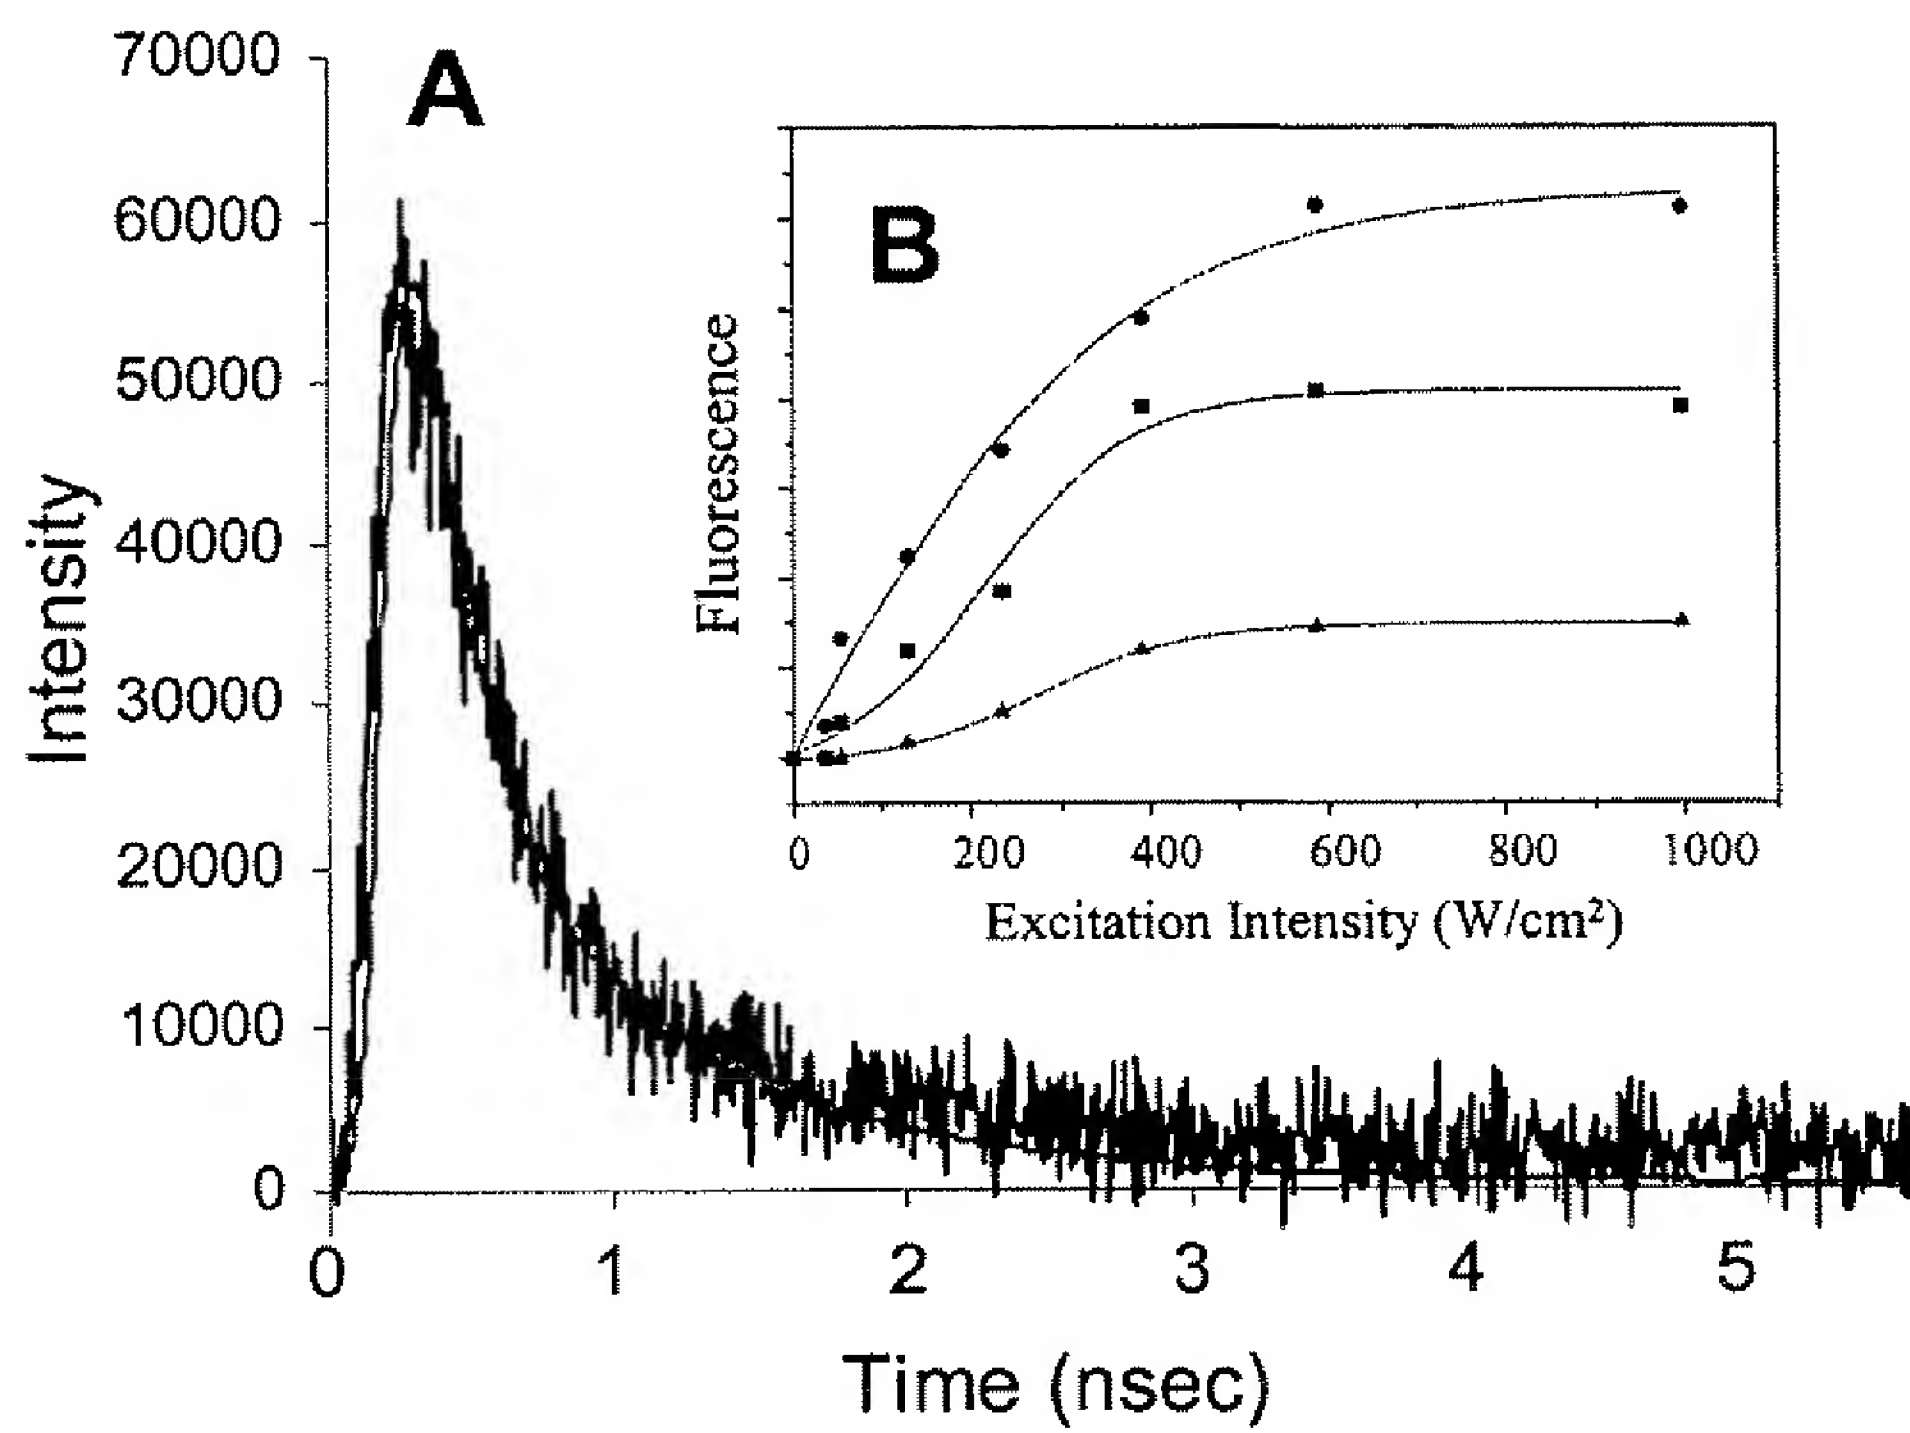 70000
60000
50000
40000
30000
20000
10000
0
Intensity
A
B
Fluorescence
0 200 400 600 800 1000
Excitation Intensity (W/cm²)
0 1 2 3 4 5
Time (nsec)